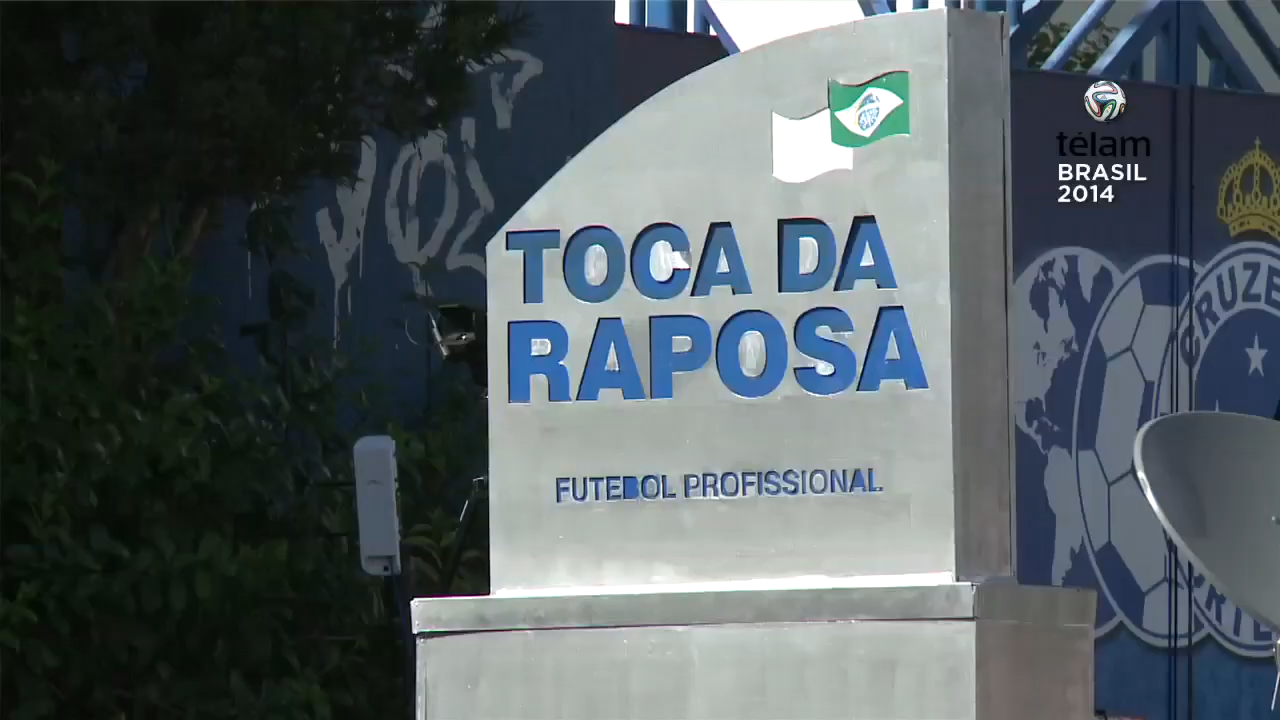 TOCA DA
RAPOSA
FUTEBOL PROFISSIONAL
télam
BRASIL
2014
CRUZE